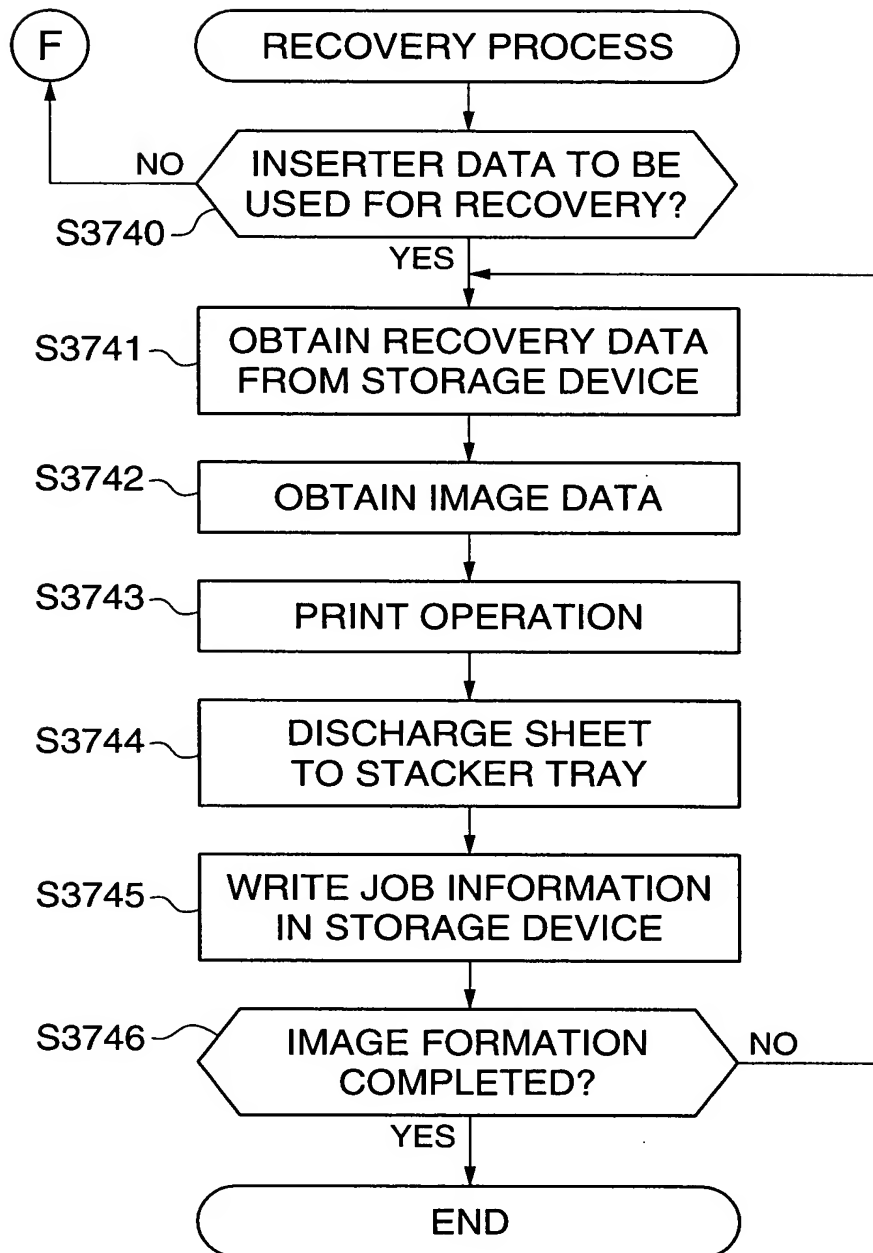 F
RECOVERY PROCESS
NO
INSERTER DATA TO BE
USED FOR RECOVERY?
S3740
YES
S3741
OBTAIN RECOVERY DATA
FROM STORAGE DEVICE
S3742
OBTAIN IMAGE DATA
S3743
PRINT OPERATION
S3744
DISCHARGE SHEET
TO STACKER TRAY
S3745
WRITE JOB INFORMATION
IN STORAGE DEVICE
S3746
IMAGE FORMATION
COMPLETED?
NO
YES
END